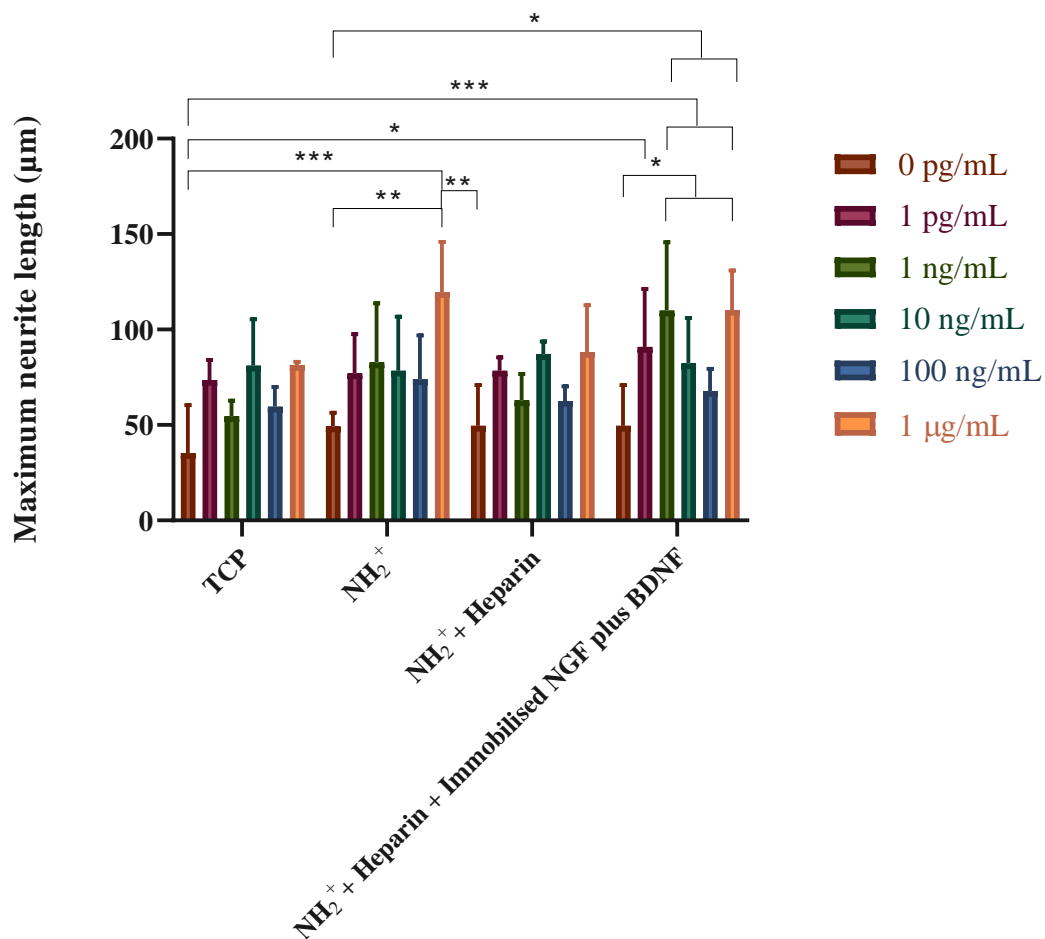 *
***
*
***
**
**
*
Maximum neurite length (µm)
200
150
100
50
0
TCP
NH₂⁺
NH₂⁺ + Heparin
NH₂⁺ + Heparin + Immobilised NGF plus BDNF
0 pg/mL
1 pg/mL
1 ng/mL
10 ng/mL
100 ng/mL
1 µg/mL